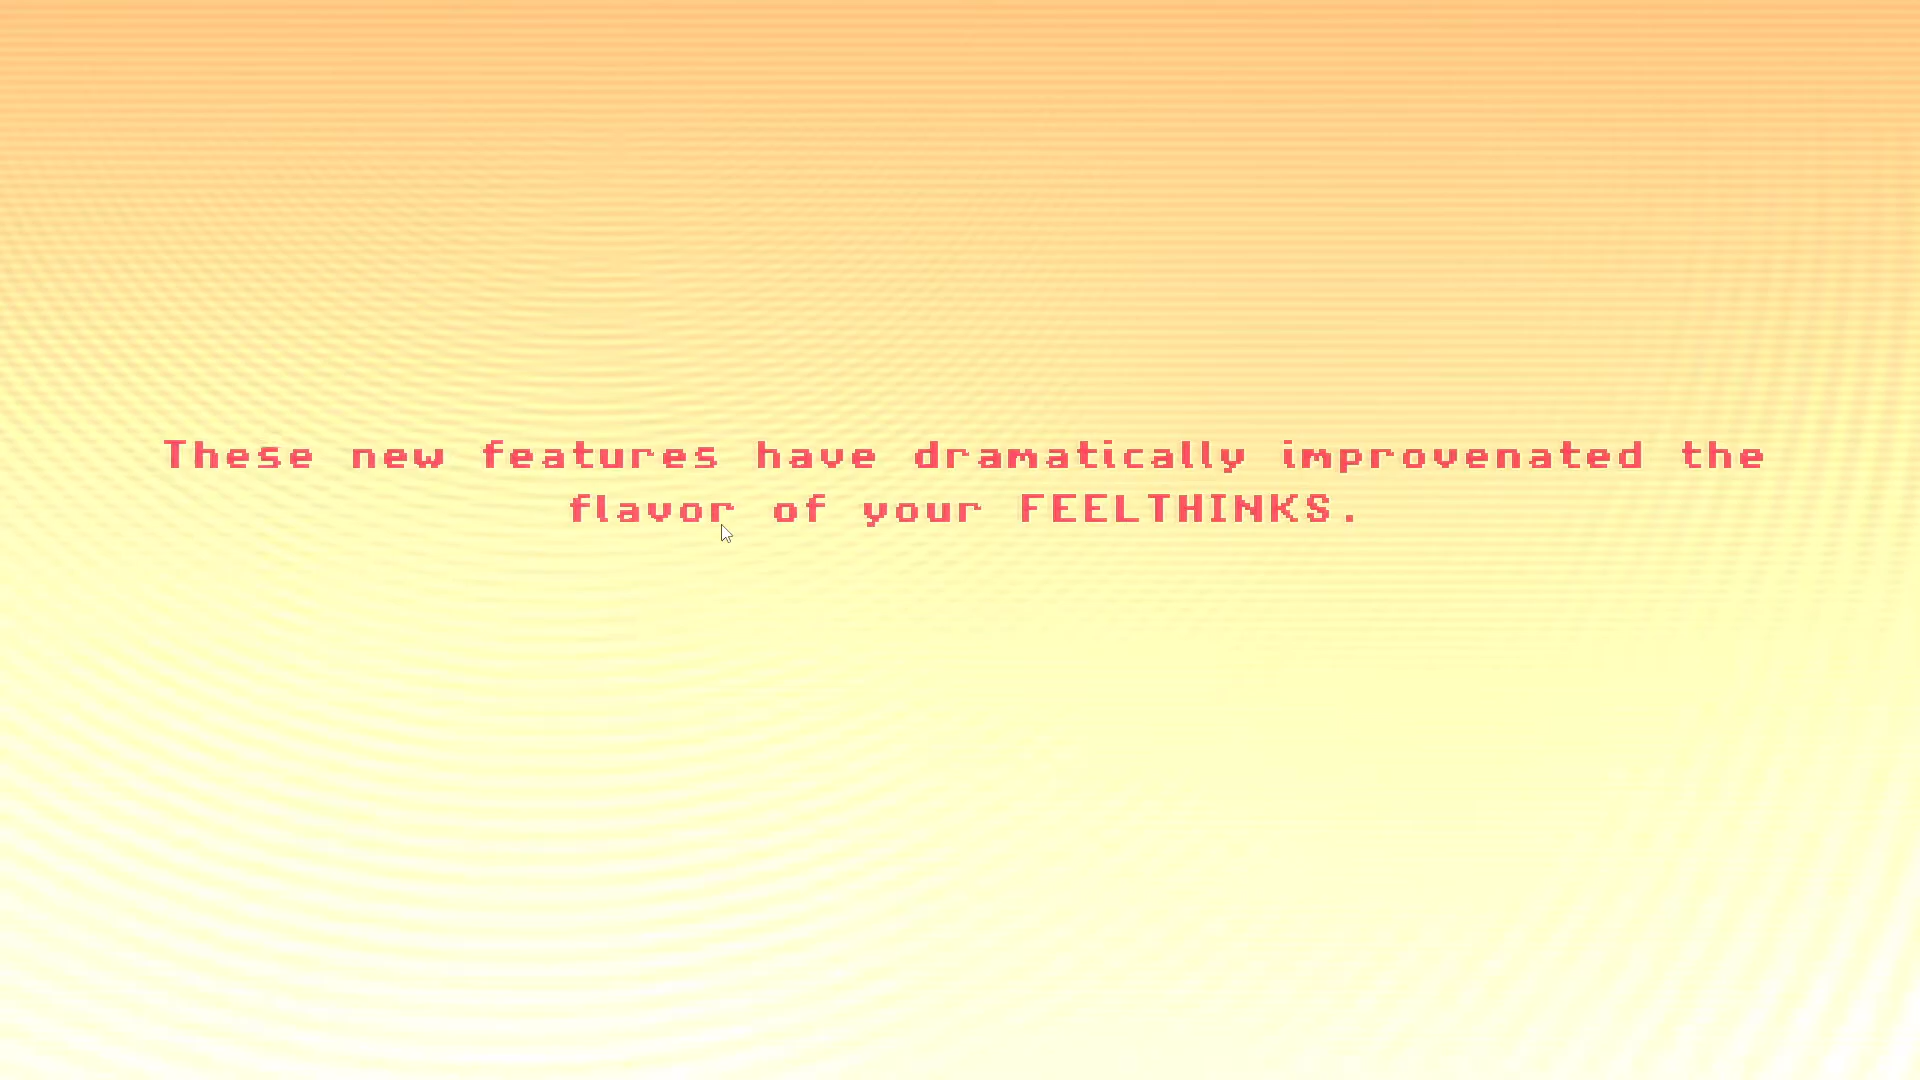 These new features have dramatically improvenated the
flavor of your FEELTHINKS.